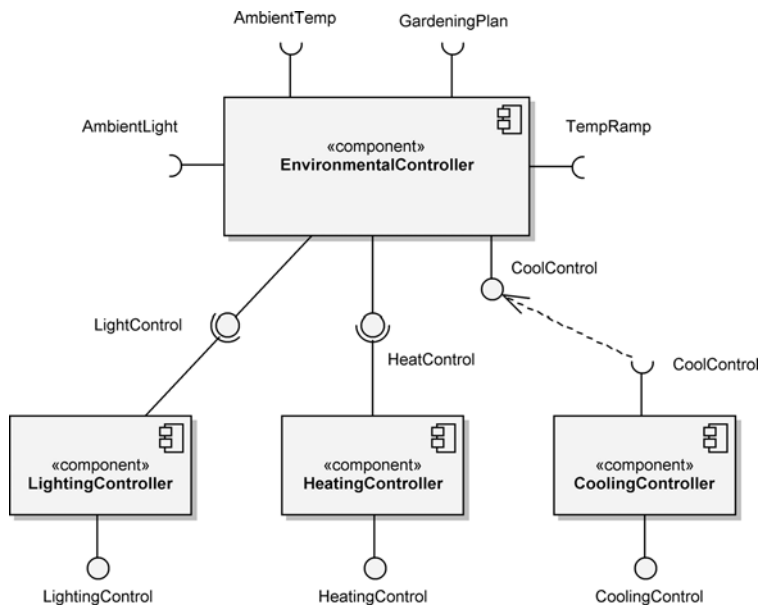 AmbientTemp
GardeningPlan
AmbientLight
TempRamp
«component»
EnvironmentalController
CoolControl
LightControl
HeatControl
CoolControl
«component»
LightingController
«component»
HeatingController
«component»
CoolingController
LightingControl
HeatingControl
CoolingControl